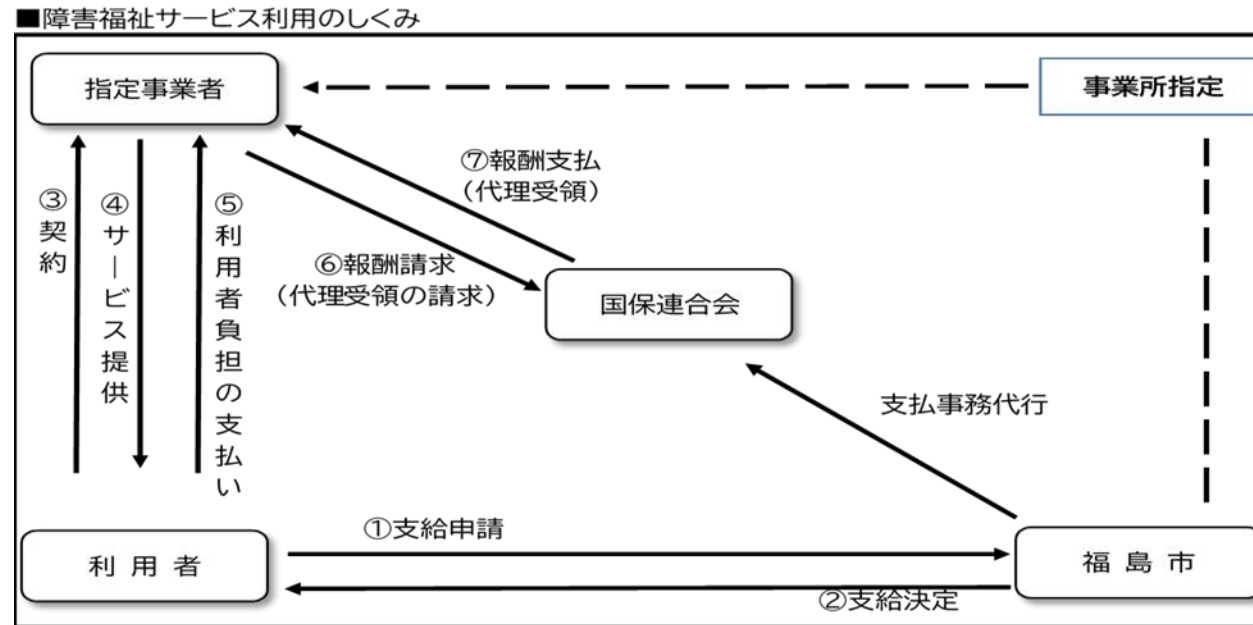 ■障害福祉サービス利用のしくみ
指定事業者
事業所指定
⑦報酬支払
（代理受領）
③契約
④サービス提供
⑤利用者負担の支払い
⑥報酬請求
（代理受領の請求）
国保連合会
支払事務代行
①支給申請
利用者
福島市
②支給決定